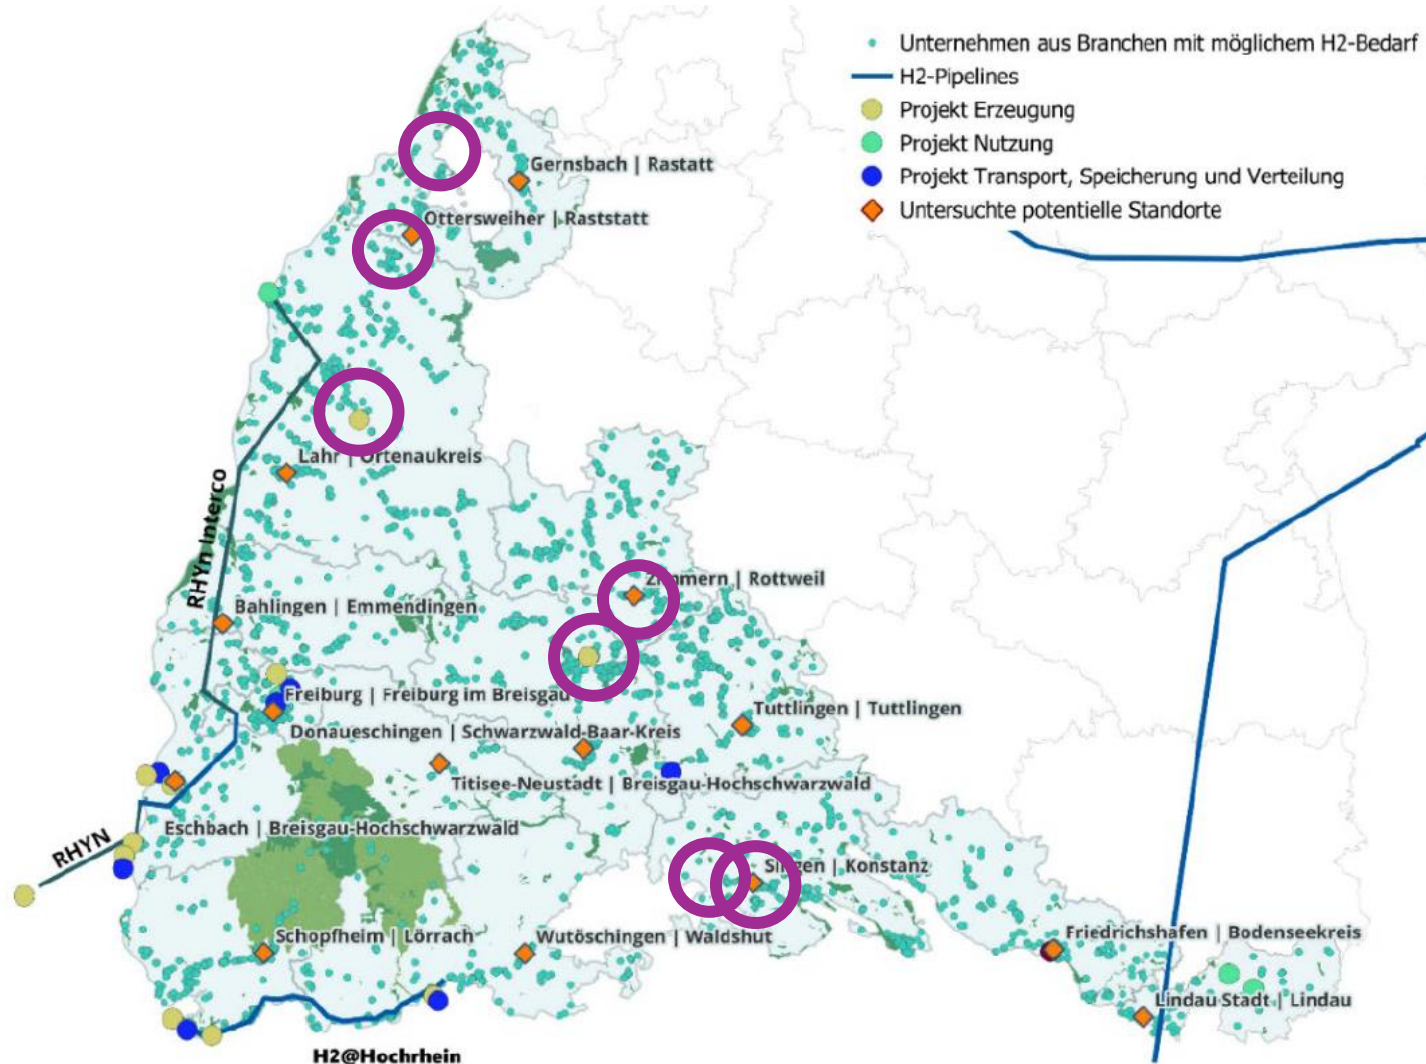 Unternehmen aus Branchen mit möglichem H2-Bedarf
H2-Pipelines
Projekt Erzeugung
Projekt Nutzung
Projekt Transport, Speicherung und Verteilung
Untersuchte potentielle Standorte
Gernsbach | Rastatt
Ottersweiher | Raststatt
Lahr | Ortenaukreis
RHYn Interco
Zimmern | Rottweil
Bahlingen | Emmendingen
Freiburg | Freiburg im Breisgau
Tuttlingen | Tuttlingen
Donaueschingen | Schwarzwald-Baar-Kreis
Titisee-Neustadt | Breisgau-Hochschwarzwald
Eschbach | Breisgau-Hochschwarzwald
RHYN
Singen | Konstanz
Schopfheim | Lörrach
Wutöschingen | Waldshut
Friedrichshafen | Bodenseekreis
Lindau Stadt | Lindau
H2@Hochrhein